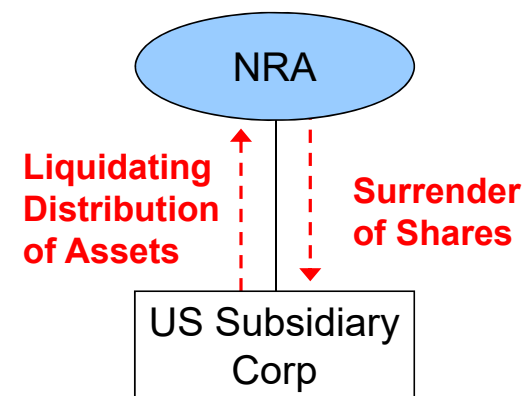 NRA
Liquidating
Distribution
of Assets
Surrender
of Shares
US Subsidiary
Corp